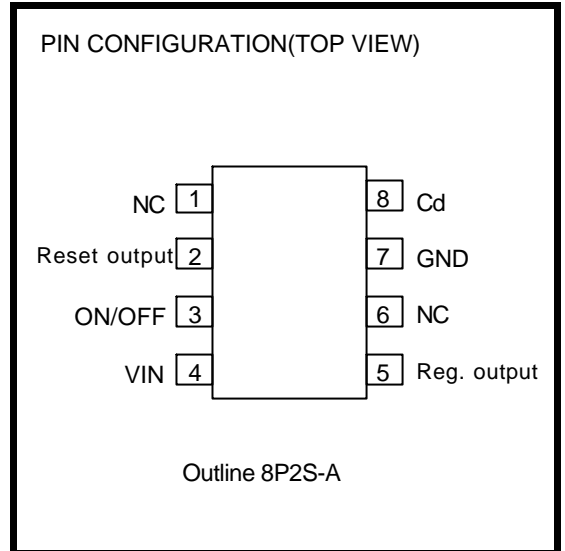 PIN CONFIGURATION(TOP VIEW)
NC 1 8 Cd
Reset output 2 7 GND
ON/OFF 3 6 NC
VIN 4 5 Reg. output
Outline 8P2S-A